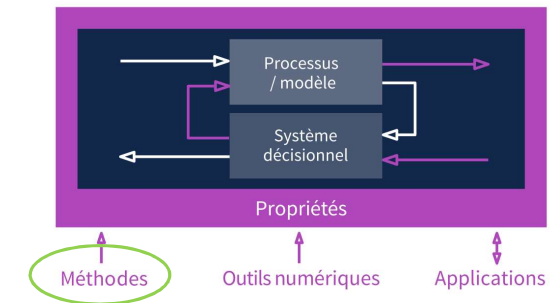 Processus
/ modèle
Système
décisionnel
Propriétés
Méthodes
Outils numériques
Applications